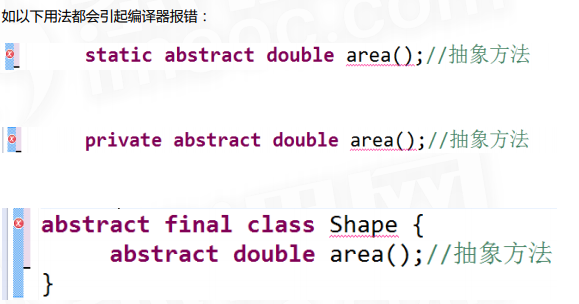 如以下用法都会引起编译器报错：
static abstract double area();//抽象方法
private abstract double area();//抽象方法
abstract final class Shape {
abstract double area();//抽象方法
}